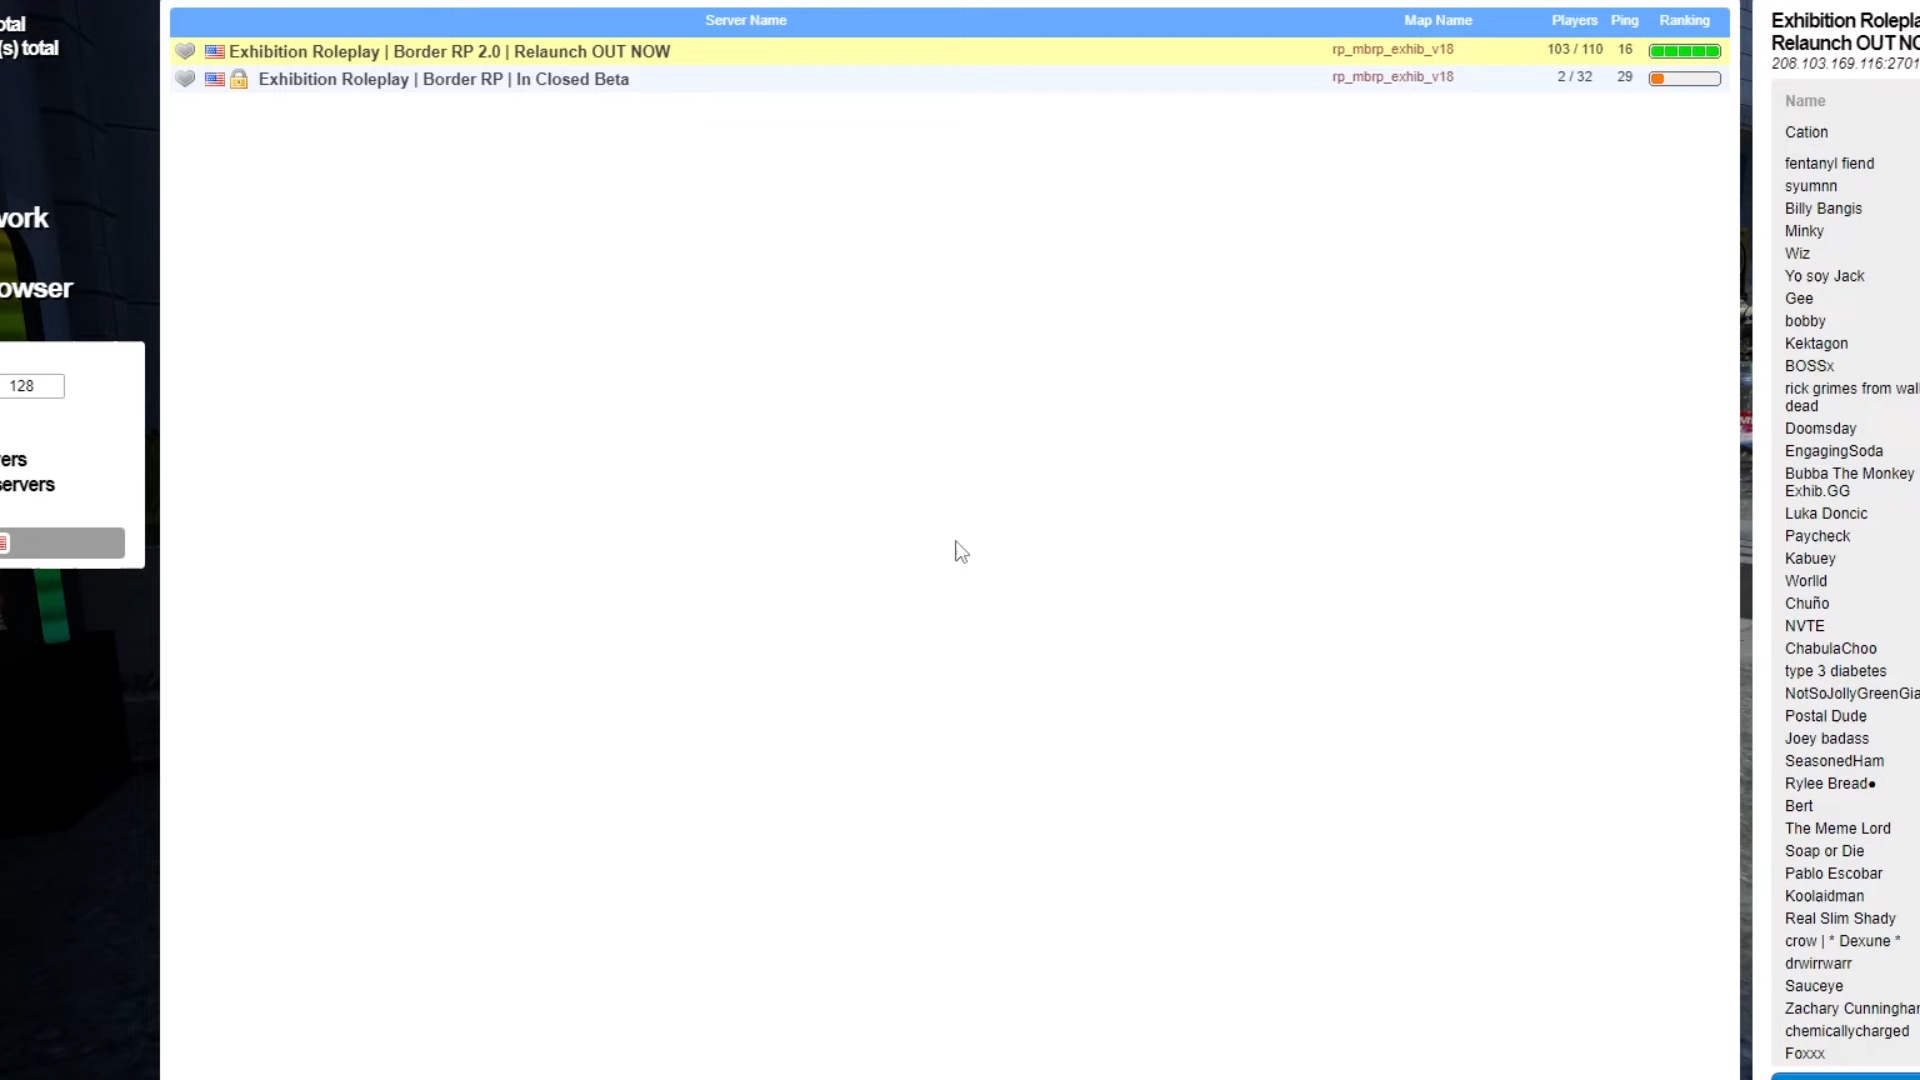 otal
(s) total
work
owser
128
ers
servers
Server Name Map Name Players Ping Ranking
Exhibition Roleplay | Border RP 2.0 | Relaunch OUT NOW rp_mbrp_exhib_v18 103 / 110 16
Exhibition Roleplay | Border RP | In Closed Beta rp_mbrp_exhib_v18 2 / 32 29
Exhibition Rolepla
Relaunch OUT NO
208.103.169.116:2701
Name
Cation
fentanyl fiend
syumnn
Billy Bangis
Minky
Wiz
Yo soy Jack
Gee
bobby
Kektagon
BOSSx
rick grimes from wal
dead
Doomsday
EngagingSoda
Bubba The Monkey
Exhib.GG
Luka Doncic
Paycheck
Kabuey
Worlld
Chuño
NVTE
ChabulaChoo
type 3 diabetes
NotSoJollyGreenGia
Postal Dude
Joey badass
SeasonedHam
Rylee Bread●
Bert
The Meme Lord
Soap or Die
Pablo Escobar
Koolaidman
Real Slim Shady
crow | * Dexune *
drwirrwarr
Sauceye
Zachary Cunningham
chemicallycharged
Foxxx